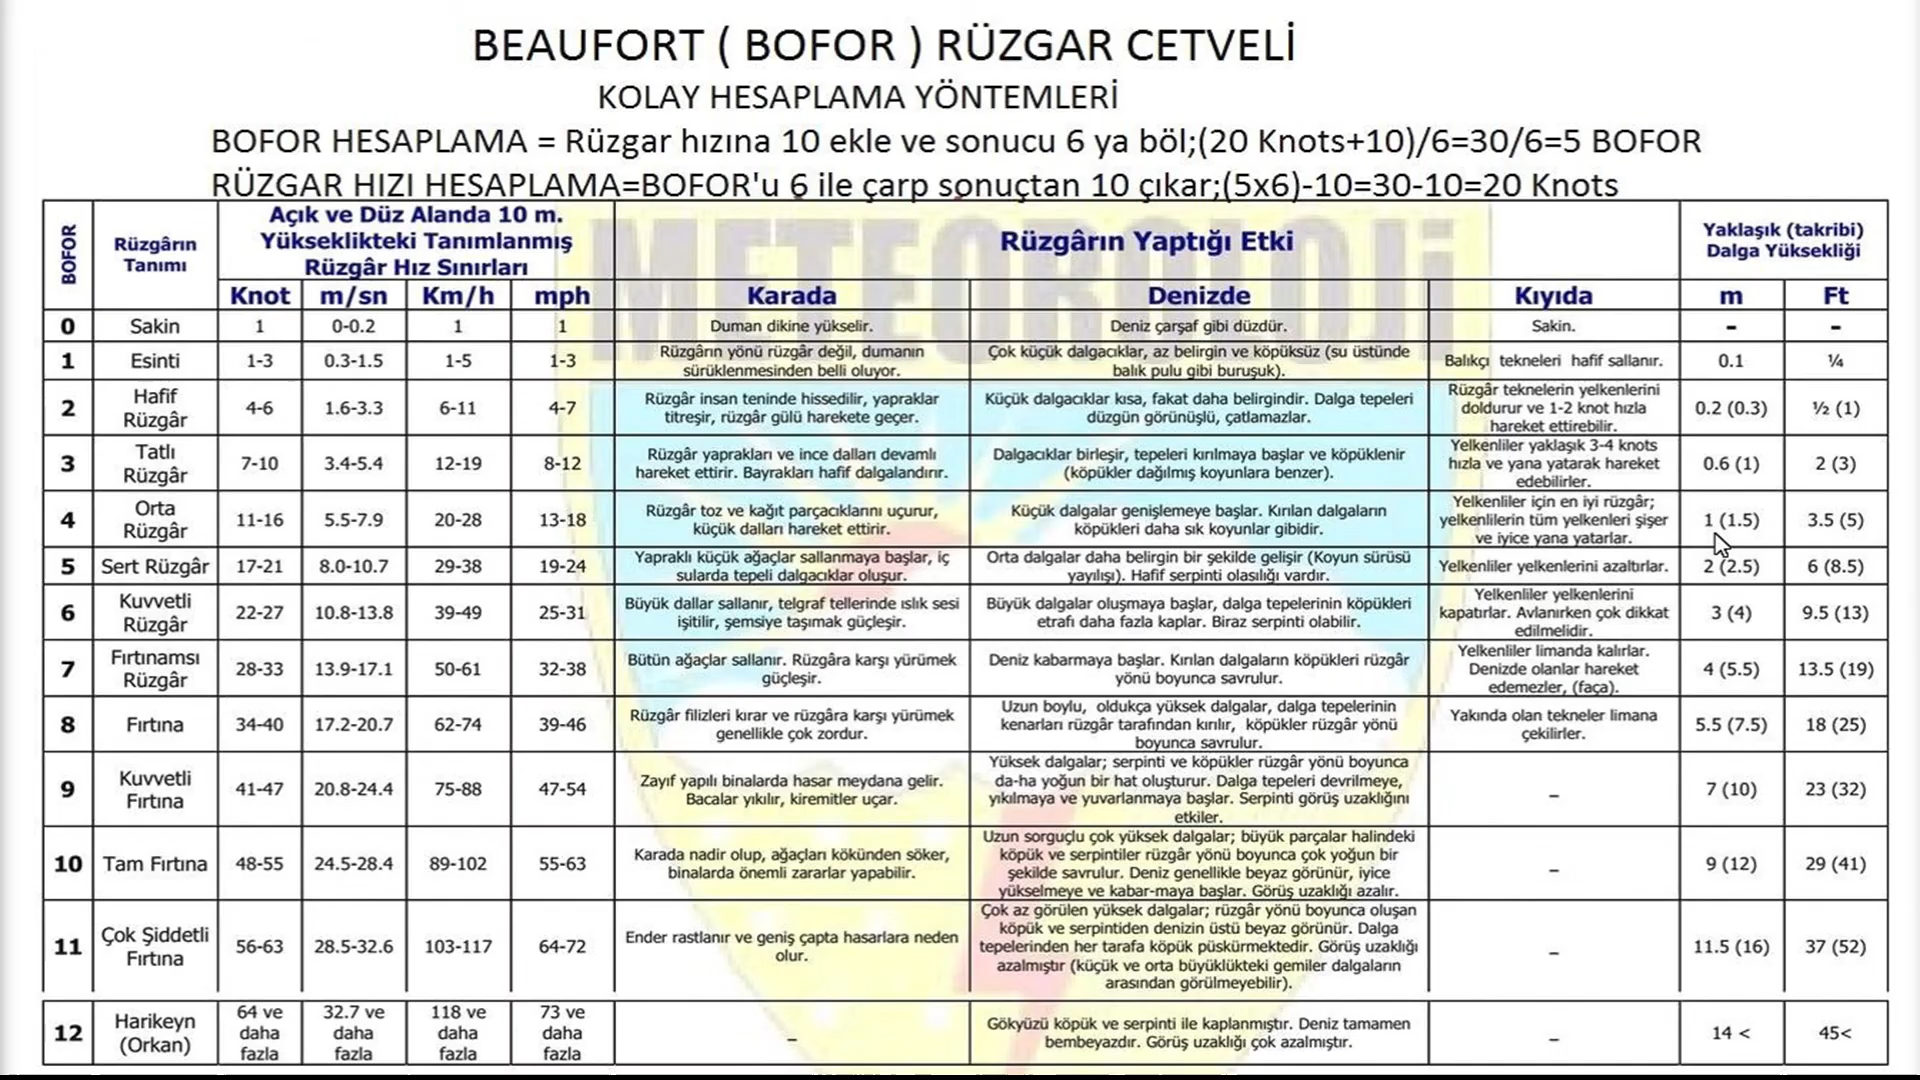 BEAUFORT ( BOFOR ) RÜZGAR CETVELİ
KOLAY HESAPLAMA YÖNTEMLERİ
BOFOR HESAPLAMA = Rüzgar hızına 10 ekle ve sonucu 6 ya böl;(20 Knots+10)/6=30/6=5 BOFOR
RÜZGAR HIZI HESAPLAMA=BOFOR'u 6 ile çarp sonuçtan 10 çıkar;(5x6)-10=30-10=20 Knots
METEOROLOJi
BOFOR
Rüzgârın
Tanımı
Açık ve Düz Alanda 10 m.
Yükseklikteki Tanımlanmış
Rüzgâr Hız Sınırları
Rüzgârın Yaptığı Etki
Yaklaşık (takribi)
Dalga Yüksekliği
Knot m/sn Km/h mph Karada Denizde Kıyıda m Ft
0 Sakin 1 0-0.2 1 1 Duman dikine yükselir. Deniz çarşaf gibi düzdür. Sakin. - -
1 Esinti 1-3 0.3-1.5 1-5 1-3
Rüzgârın yönü rüzgâr değil, dumanın
sürüklenmesinden belli oluyor.
Çok küçük dalgacıklar, az belirgin ve köpüksüz (su üstünde
balık pulu gibi buruşuk).
Balıkçı tekneleri hafif sallanır.
0.1 ¼
2
Hafif
Rüzgâr
4-6 1.6-3.3 6-11 4-7
Rüzgâr insan teninde hissedilir, yapraklar
titreşir, rüzgâr gülü harekete geçer.
Küçük dalgacıklar kısa, fakat daha belirgindir. Dalga tepeleri
düzgün görünüşlü, çatlamazlar.
Rüzgâr teknelerin yelkenlerini
doldurur ve 1-2 knot hızla
hareket ettirebilir.
0.2 (0.3) ½ (1)
3
Tatlı
Rüzgâr
7-10 3.4-5.4 12-19 8-12
Rüzgâr yaprakları ve ince dalları devamlı
hareket ettirir. Bayrakları hafif dalgalandırır.
Dalgacıklar birleşir, tepeleri kırılmaya başlar ve köpüklenir
(köpükler dağılmış koyunlara benzer).
Yelkenliler yaklaşık 3-4 knots
hızla ve yana yatarak hareket
edebilirler.
0.6 (1) 2 (3)
4
Orta
Rüzgâr
11-16 5.5-7.9 20-28 13-18
Rüzgâr toz ve kağıt parçacıklarını uçurur,
küçük dalları hareket ettirir.
Küçük dalgalar genişlemeye başlar. Kırılan dalgaların
köpükleri daha sık koyunlar gibidir.
Yelkenliler için en iyi rüzgâr;
yelkenlilerin tüm yelkenleri şişer
ve iyice yana yatarlar.
1 (1.5) 3.5 (5)
5 Sert Rüzgâr 17-21 8.0-10.7 29-38 19-24
Yapraklı küçük ağaçlar sallanmaya başlar, iç
sularda tepeli dalgacıklar oluşur.
Orta dalgalar daha belirgin bir şekilde gelişir (Koyun sürüsü
yayılışı). Hafif serpinti olasılığı vardır.
Yelkenliler yelkenlerini azaltırlar.
2 (2.5) 6 (8.5)
6
Kuvvetli
Rüzgâr
22-27 10.8-13.8 39-49 25-31
Büyük dallar sallanır, telgraf tellerinde ıslık sesi
işitilir, şemsiye taşımak güçleşir.
Büyük dalgalar oluşmaya başlar, dalga tepelerinin köpükleri
etrafı daha fazla kaplar. Biraz serpinti olabilir.
Yelkenliler yelkenlerini
kapatırlar. Avlanırken çok dikkat
edilmelidir.
3 (4) 9.5 (13)
7
Fırtınamsı
Rüzgâr
28-33 13.9-17.1 50-61 32-38
Bütün ağaçlar sallanır. Rüzgâra karşı yürümek
güçleşir.
Deniz kabarmaya başlar. Kırılan dalgaların köpükleri rüzgâr
yönü boyunca savrulur.
Yelkenliler limanda kalırlar.
Denizde olanlar hareket
edemezler, (faça).
4 (5.5) 13.5 (19)
8 Fırtına 34-40 17.2-20.7 62-74 39-46
Rüzgâr filizleri kırar ve rüzgâra karşı yürümek
genellikle çok zordur.
Uzun boylu, oldukça yüksek dalgalar, dalga tepelerinin
kenarları rüzgâr tarafından kırılır, köpükler rüzgâr yönü
boyunca savrulur.
Yakında olan tekneler limana
çekilirler.
5.5 (7.5) 18 (25)
9
Kuvvetli
Fırtına
41-47 20.8-24.4 75-88 47-54
Zayıf yapılı binalarda hasar meydana gelir.
Bacalar yıkılır, kiremitler uçar.
Yüksek dalgalar; serpinti ve köpükler rüzgâr yönü boyunca
da-ha yoğun bir hat oluşturur. Dalga tepeleri devrilmeye,
yıkılmaya ve yuvarlanmaya başlar. Serpinti görüş uzaklığını
etkiler.
–
7 (10) 23 (32)
10 Tam Fırtına 48-55 24.5-28.4 89-102 55-63
Karada nadir olup, ağaçları kökünden söker,
binalarda önemli zararlar yapabilir.
Uzun sorguçlu çok yüksek dalgalar; büyük parçalar halindeki
köpük ve serpintiler rüzgâr yönü boyunca çok yoğun bir
şekilde savrulur. Deniz genellikle beyaz görünür, iyice
yükselmeye ve kabar-maya başlar. Görüş uzaklığı azalır.
–
9 (12) 29 (41)
11
Çok Şiddetli
Fırtına
56-63 28.5-32.6 103-117 64-72
Ender rastlanır ve geniş çapta hasarlara neden
olur.
Çok az görülen yüksek dalgalar; rüzgâr yönü boyunca oluşan
köpük ve serpintiden denizin üstü beyaz görünür. Dalga
tepelerinden her tarafa köpük püskürmektedir. Görüş uzaklığı
azalmıştır (küçük ve orta büyüklükteki gemiler dalgaların
arasından görülmeyebilir).
–
11.5 (16) 37 (52)
12
Harikeyn
(Orkan)
64 ve
daha
fazla
32.7 ve
daha
fazla
118 ve
daha
fazla
73 ve
daha
fazla
–
Gökyüzü köpük ve serpinti ile kaplanmıştır. Deniz tamamen
bembeyazdır. Görüş uzaklığı çok azalmıştır.
–
14 < 45<